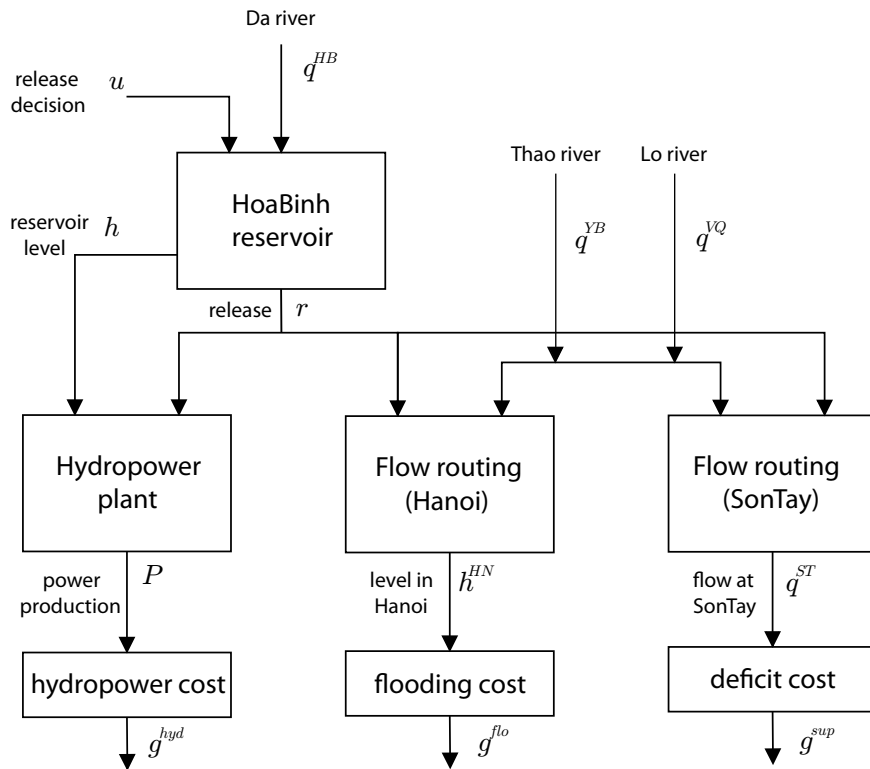 Da river
q^{HB}
release
decision
u
Thao river
Lo river
HoaBinh
reservoir
reservoir
level
h
q^{YB}
q^{VQ}
release
r
Hydropower
plant
Flow routing
(Hanoi)
Flow routing
(SonTay)
power
production
P
level in
Hanoi
h^{HN}
flow at
SonTay
q^{ST}
hydropower cost
flooding cost
deficit cost
g^{hyd}
g^{flo}
g^{sup}